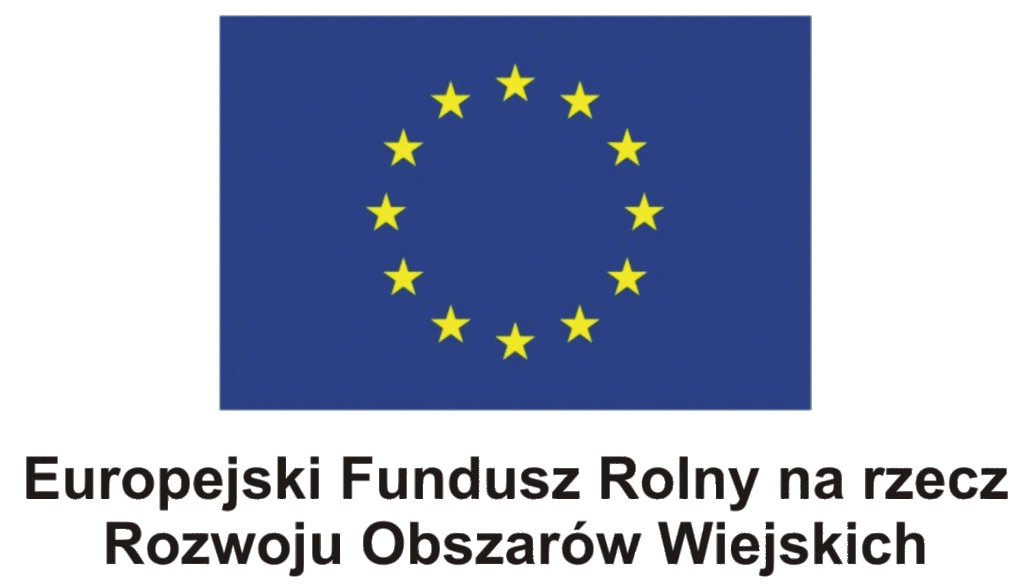 Europejski Fundusz Rolny na rzecz
Rozwoju Obszarów Wiejskich